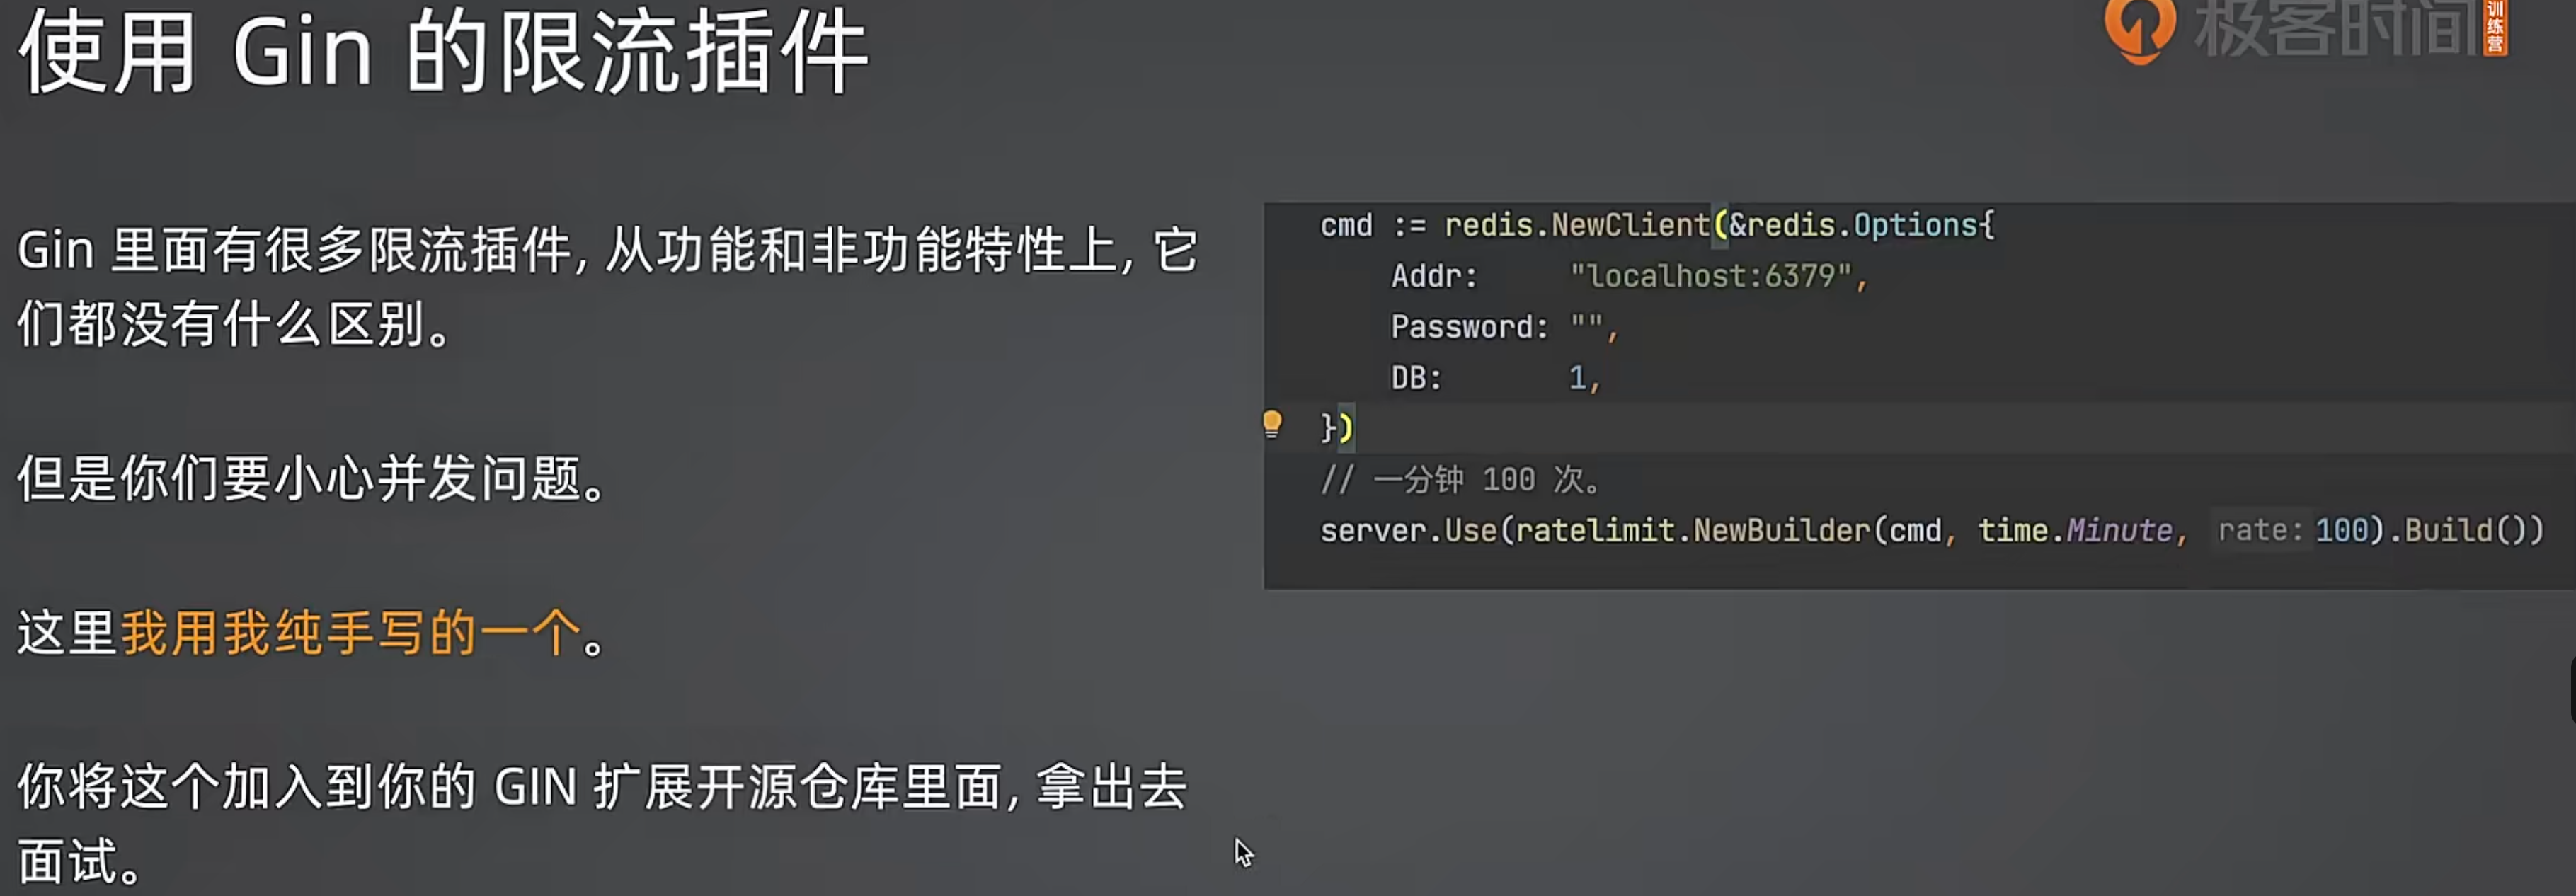 使用 Gin 的限流插件
极客时间
训练营
Gin 里面有很多限流插件, 从功能和非功能特性上, 它
们都没有什么区别。
但是你们要小心并发问题。
这里我用我纯手写的一个。
你将这个加入到你的 GIN 扩展开源仓库里面, 拿出去
面试。
cmd := redis.NewClient(&redis.Options{
    Addr:     "localhost:6379",
    Password: "",
    DB:       1,
})
// 一分钟 100 次。
server.Use(ratelimit.NewBuilder(cmd, time.Minute, rate: 100).Build())